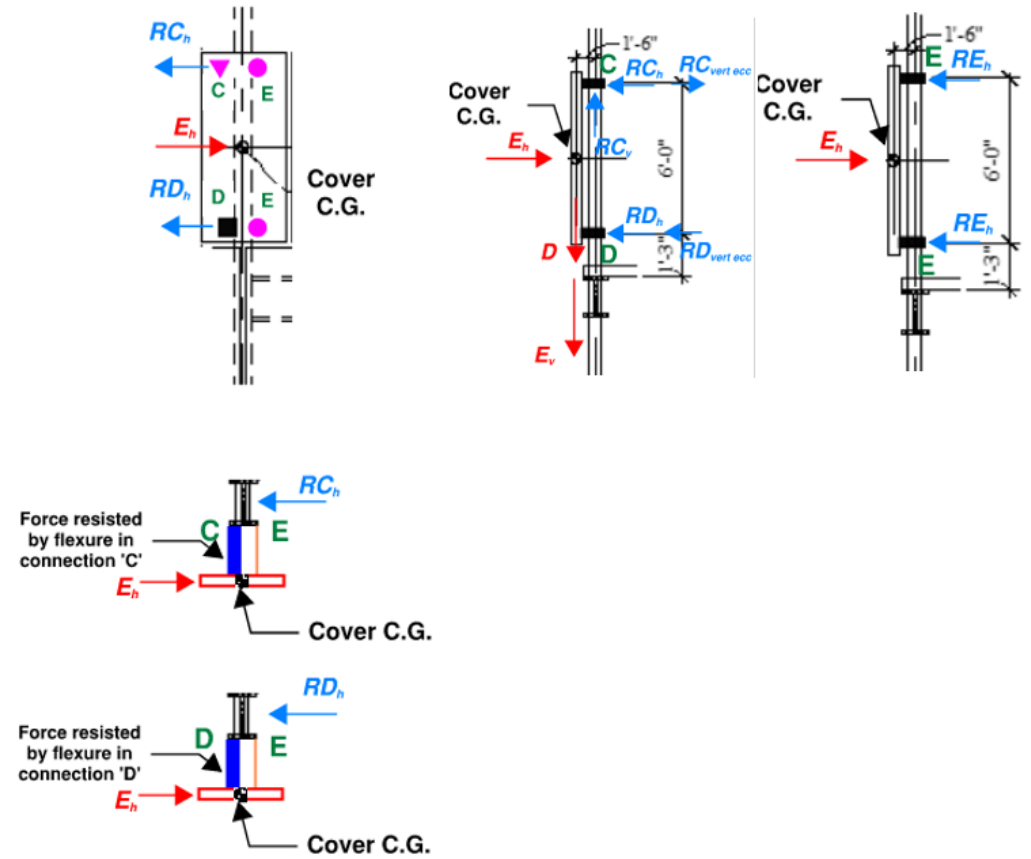 RCh
C E
Eh
RDh
D E
Cover
C.G.
1'-6"
C
RCh
RCvert ecc
Cover
C.G.
Eh
RCv
6'-0"
RDh
D
D
RDvert ecc
1'-3"
Ev
1'-6"
E
REh
Cover
C.G.
Eh
6'-0"
REh
E
1'-3"
RCh
Force resisted
by flexure in
connection 'C'
C E
Eh
Cover C.G.
RDh
Force resisted
by flexure in
connection 'D'
D E
Eh
Cover C.G.